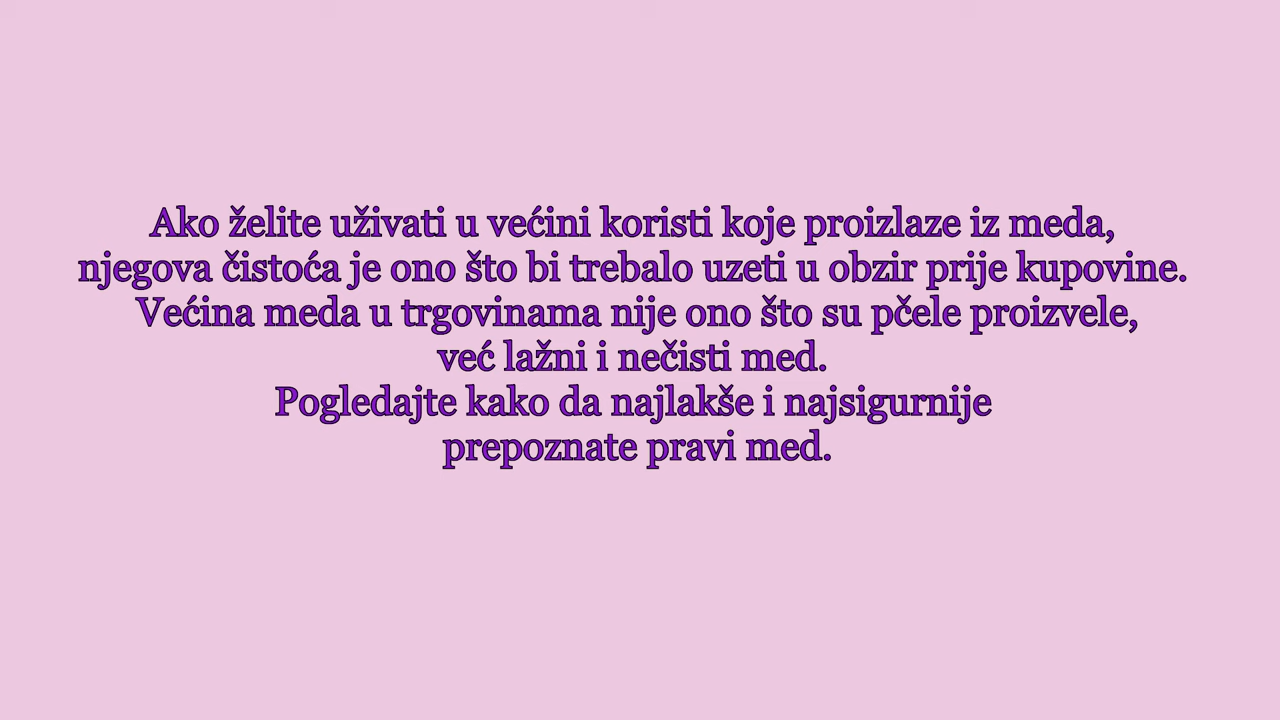 Ako želite uživati u većini koristi koje proizlaze iz meda,
njegova čistoća je ono što bi trebalo uzeti u obzir prije kupovine.
Većina meda u trgovinama nije ono što su pčele proizvele,
već lažni i nečisti med.
Pogledajte kako da najlakše i najsigurnije
prepoznate pravi med.